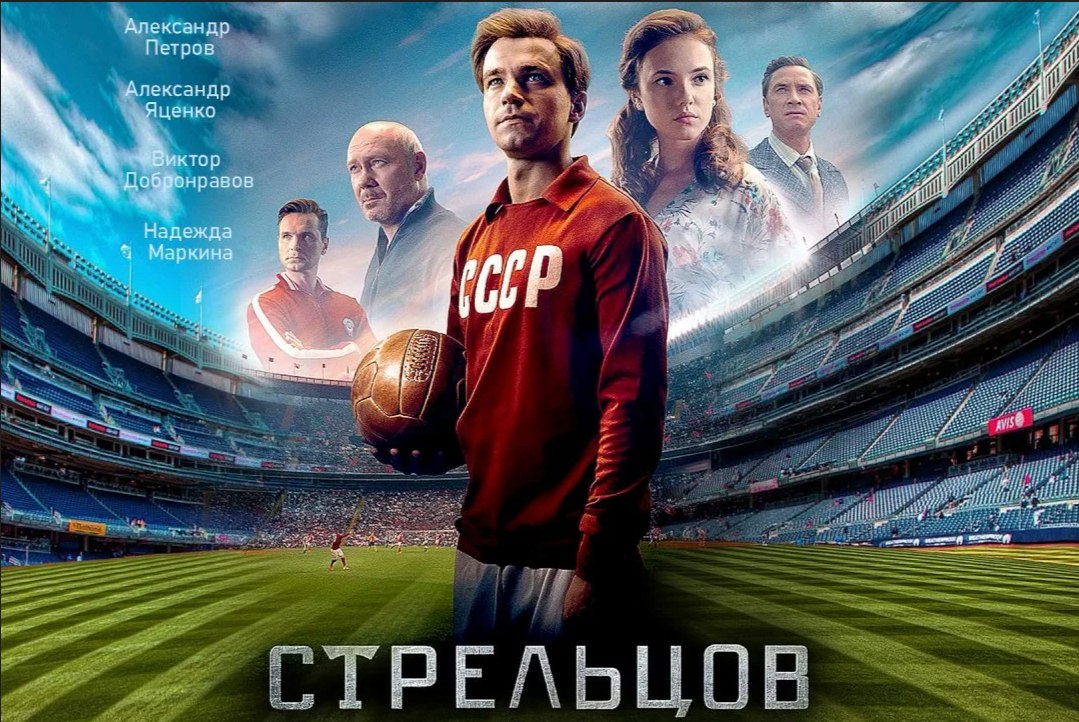 Александр
Петров
Александр
Яценко
Виктор
Добронравов
Надежда
Маркина
СССР
AVIS
СТРЕЛЬЦОВ